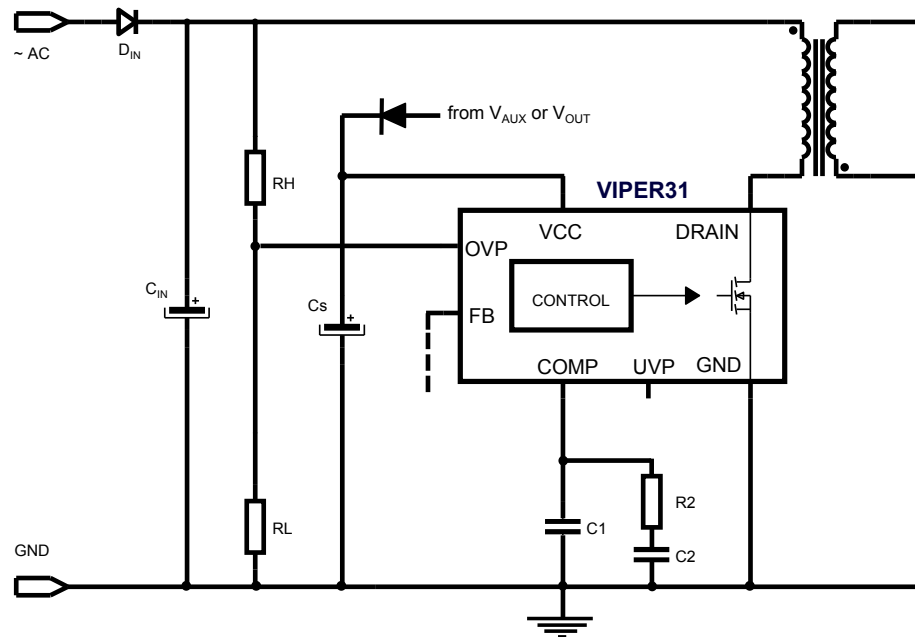 ~ AC
DIN
from VAUX or VOUT
RH
VIPER31
VCC
DRAIN
OVP
CONTROL
CIN
+
Cs
+
FB
COMP
UVP
GND
R2
RL
C1
C2
GND